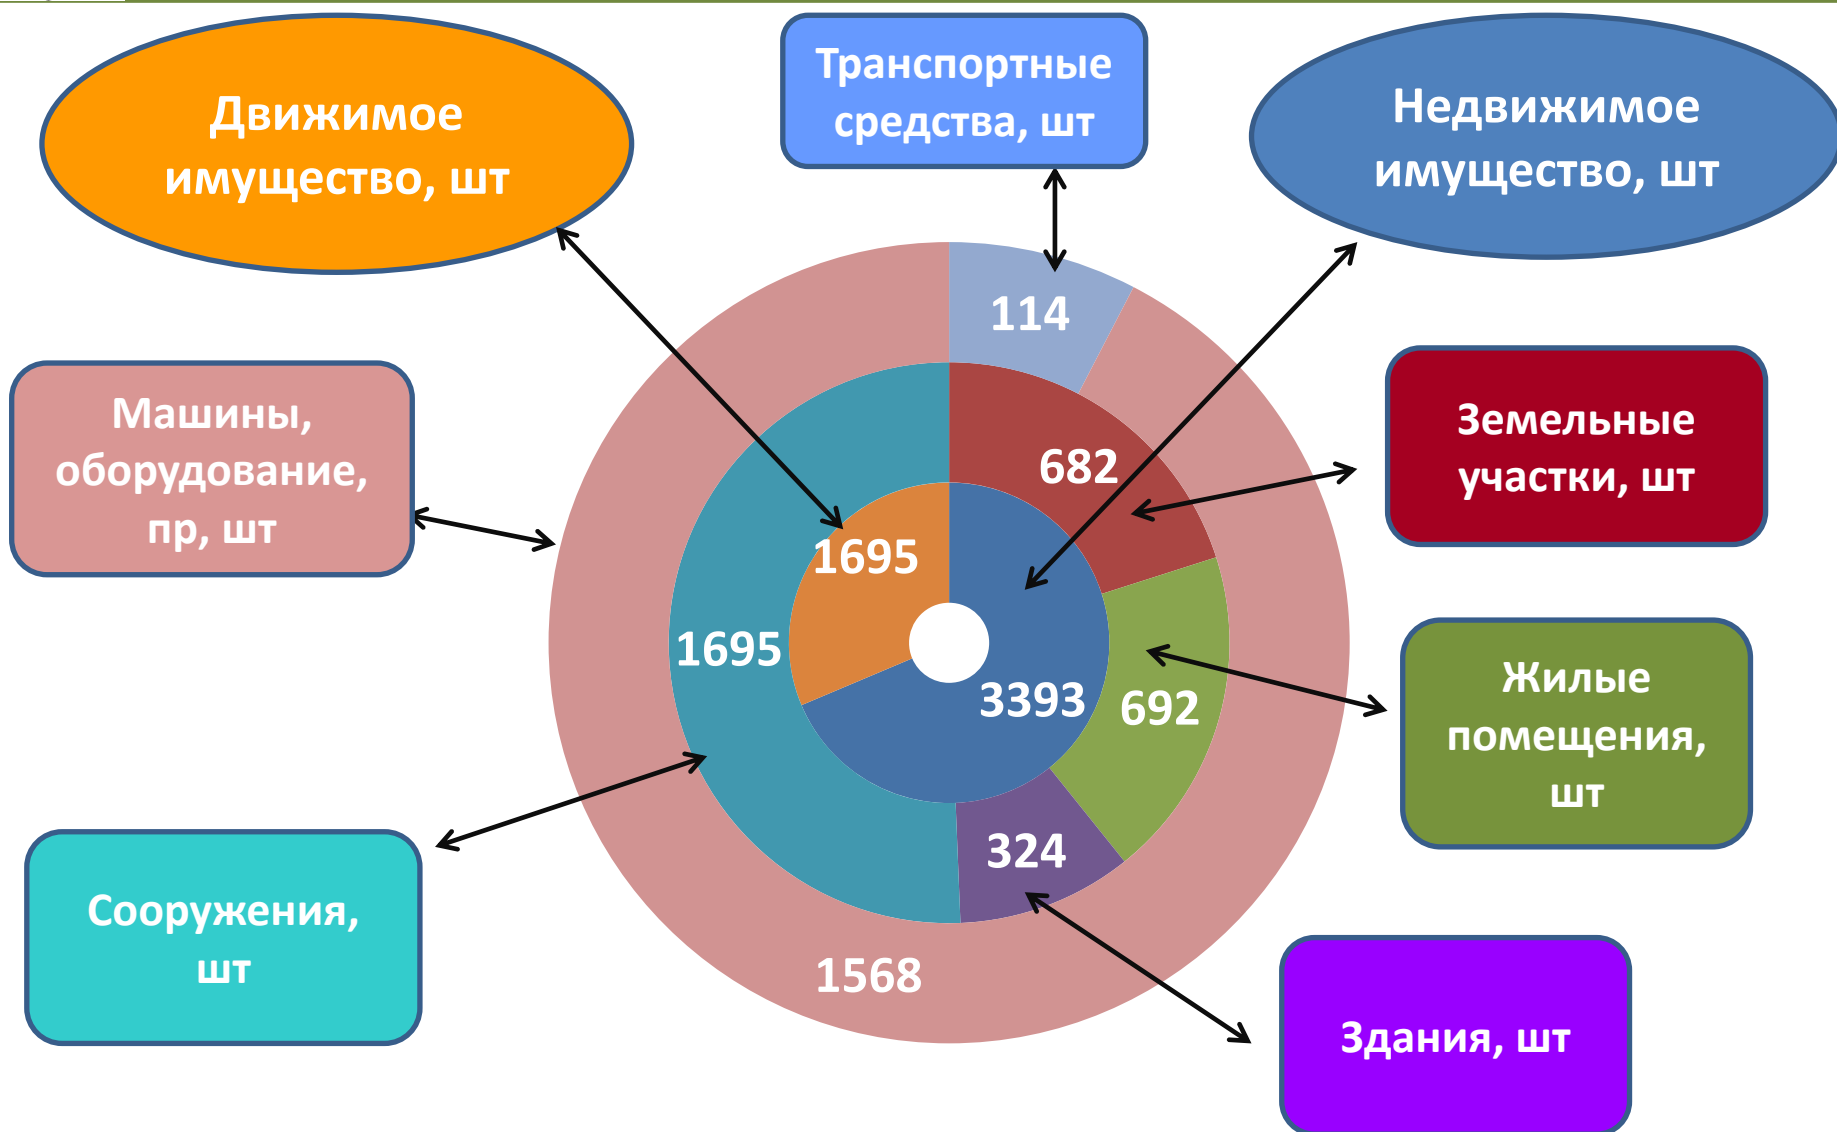 Движимое
имущество, шт
Транспортные
средства, шт
Недвижимое
имущество, шт
Машины,
оборудование,
пр, шт
Земельные
участки, шт
Жилые
помещения,
шт
Сооружения,
шт
Здания, шт
114
682
1695
1695
3393
692
324
1568